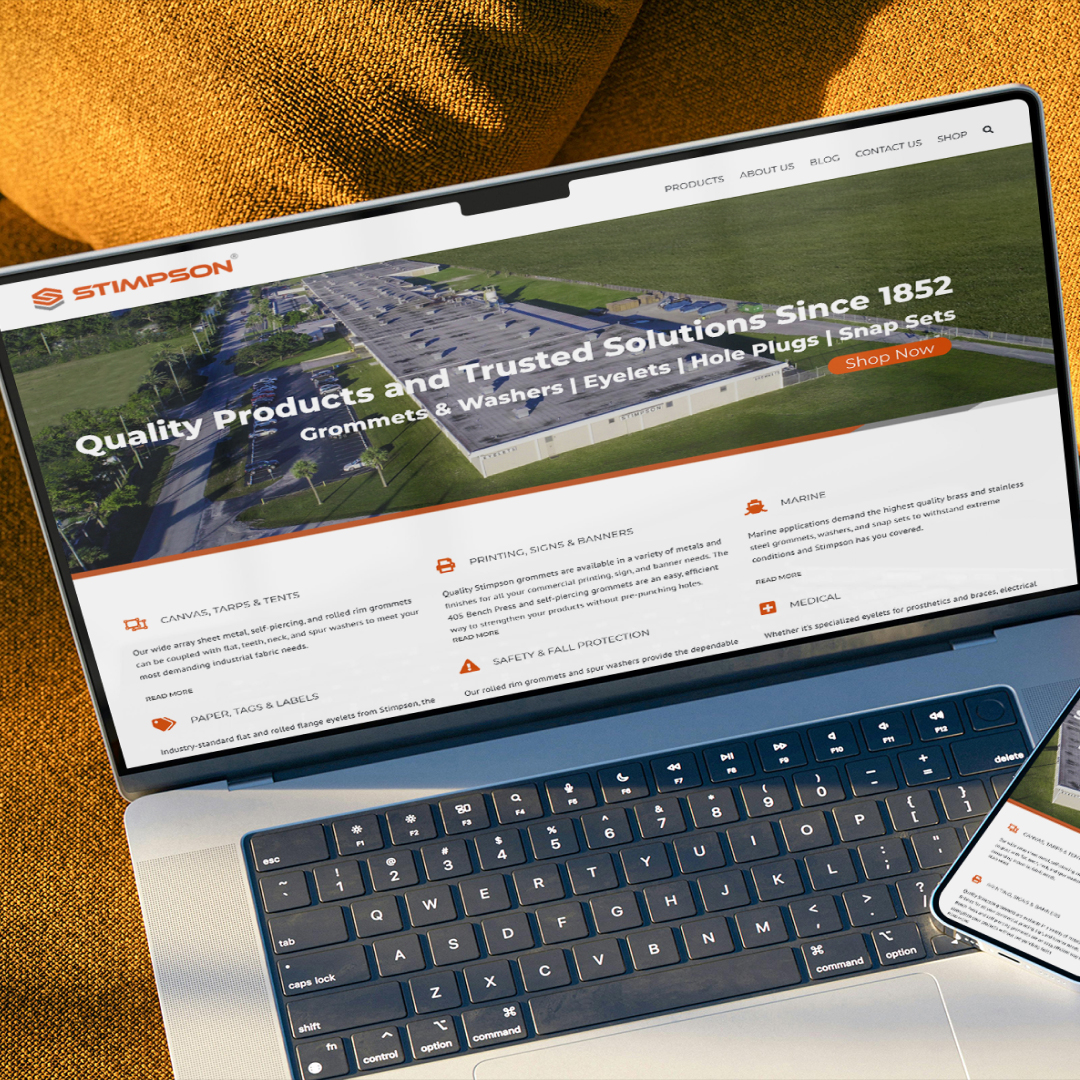 PRODUCTS
ABOUT US
BLOG
CONTACT US
SHOP
STIMPSON®
Quality Products and Trusted Solutions Since 1852
Grommets & Washers | Eyelets | Hole Plugs | Snap Sets
Shop Now
STIMPSON
EYELETS
CANVAS, TARPS & TENTS
Our wide array sheet metal, self-piercing, and rolled rim grommets
can be coupled with flat, teeth, neck, and spur washers to meet your
most demanding industrial fabric needs.
READ MORE
PRINTING, SIGNS & BANNERS
Quality Stimpson grommets are available in a variety of metals and
finishes for all your commercial printing, sign, and banner needs. The
405 Bench Press and self-piercing grommets are an easy, efficient
way to strengthen your products without pre-punching holes.
READ MORE
MARINE
Marine applications demand the highest quality brass and stainless
steel grommets, washers, and snap sets to withstand extreme
conditions and Stimpson has you covered.
READ MORE
PAPER, TAGS & LABELS
Industry-standard flat and rolled flange eyelets from Stimpson, the
SAFETY & FALL PROTECTION
Our rolled rim grommets and spur washers provide the dependable
MEDICAL
Whether it's specialized eyelets for prosthetics and braces, electrical
esc F1 F2 F3 F4 F5 F6 F7 F8 F9 F10 F11 F12
~ ` ! 1 @ 2 # 3 $ 4 % 5 ^ 6 & 7 * 8 ( 9 ) 0 _ - + = delete
tab Q W E R T Y U I O P { [ } ]
caps lock A S D F G H J K L : ; " '
shift Z X C V B N M < , > . ? /
fn ^ control ⌥ option ⌘ command ⌘ command ⌥ option
CANVAS, TARPS &
PRINTING, SIGNS & BANNERS